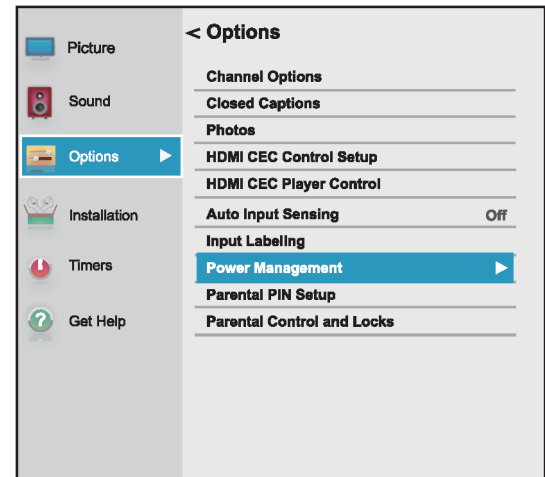 Picture
Sound
Options
Installation
Timers
Get Help
< Options
Channel Options
Closed Captions
Photos
HDMI CEC Control Setup
HDMI CEC Player Control
Auto Input Sensing Off
Input Labeling
Power Management
Parental PIN Setup
Parental Control and Locks